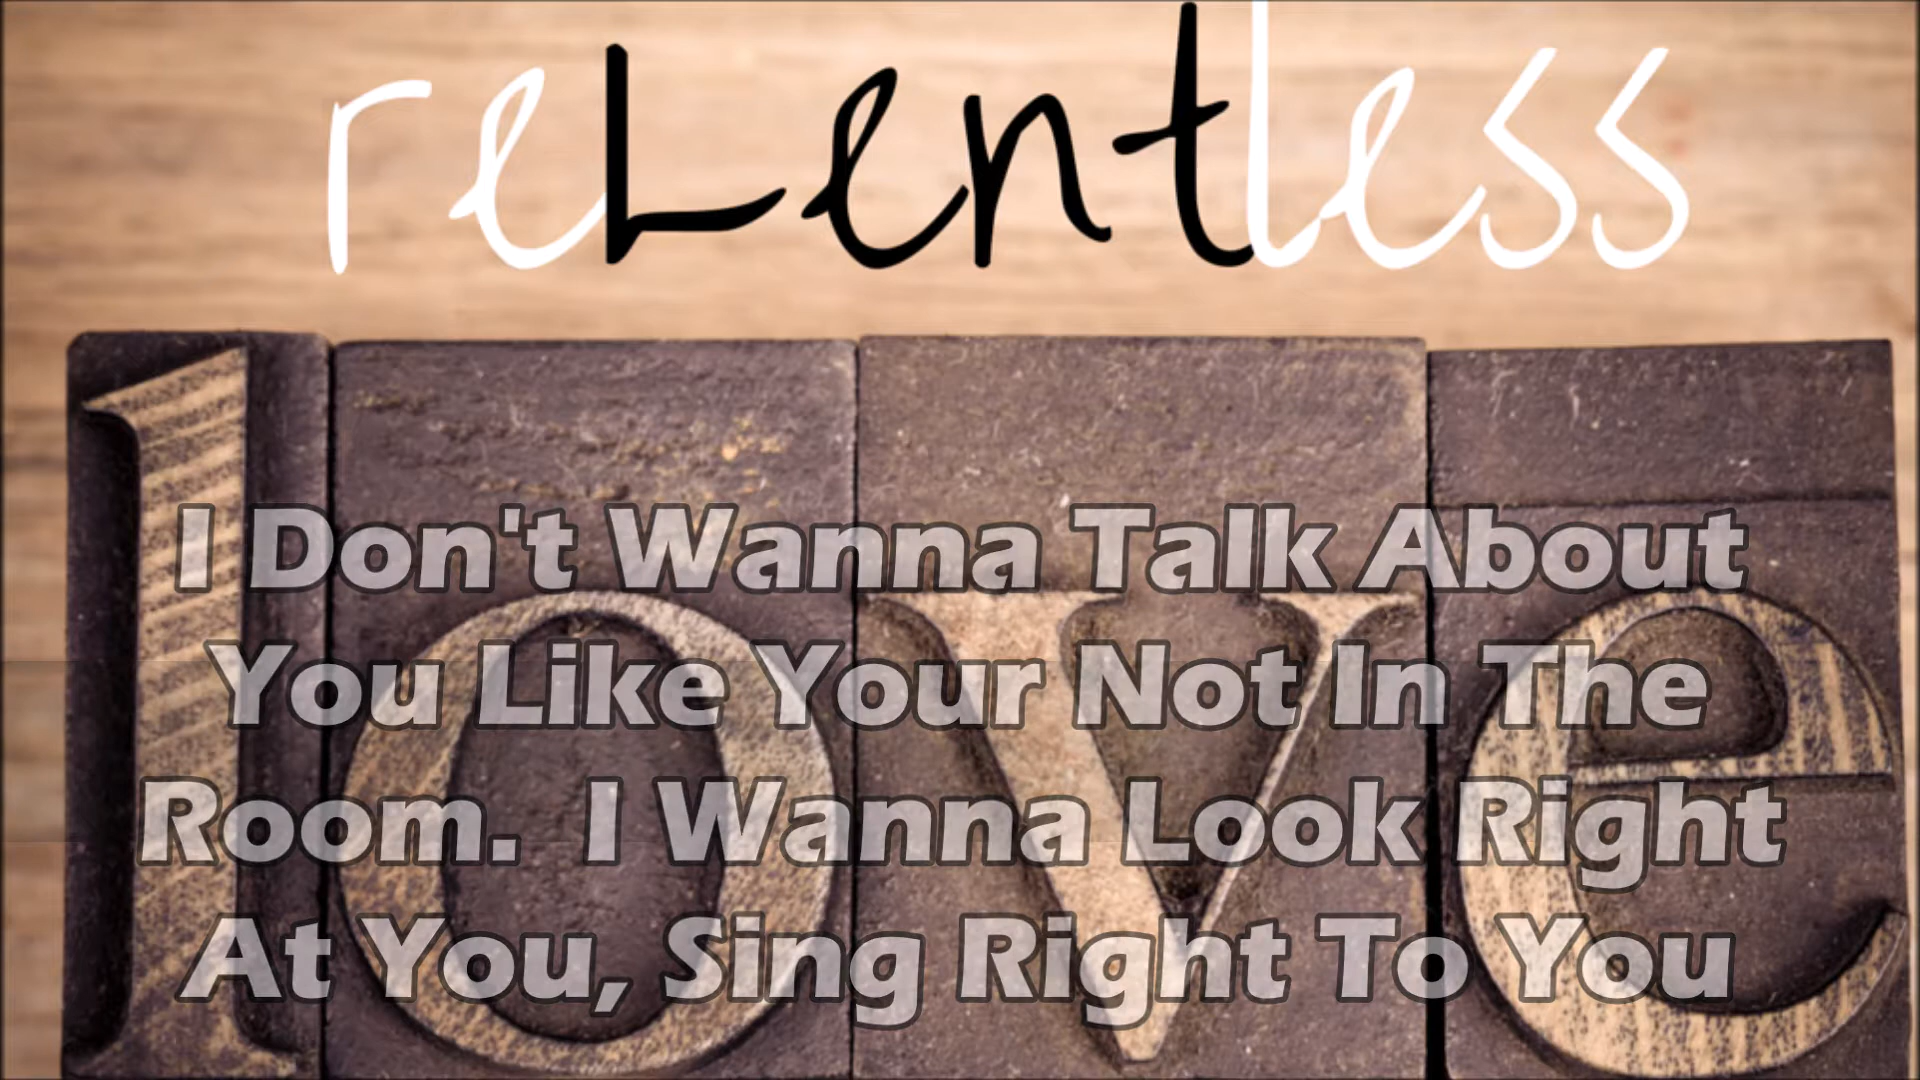 reLentless
love
I Don't Wanna Talk About
You Like Your Not In The
Room.  I Wanna Look Right
At You, Sing Right To You